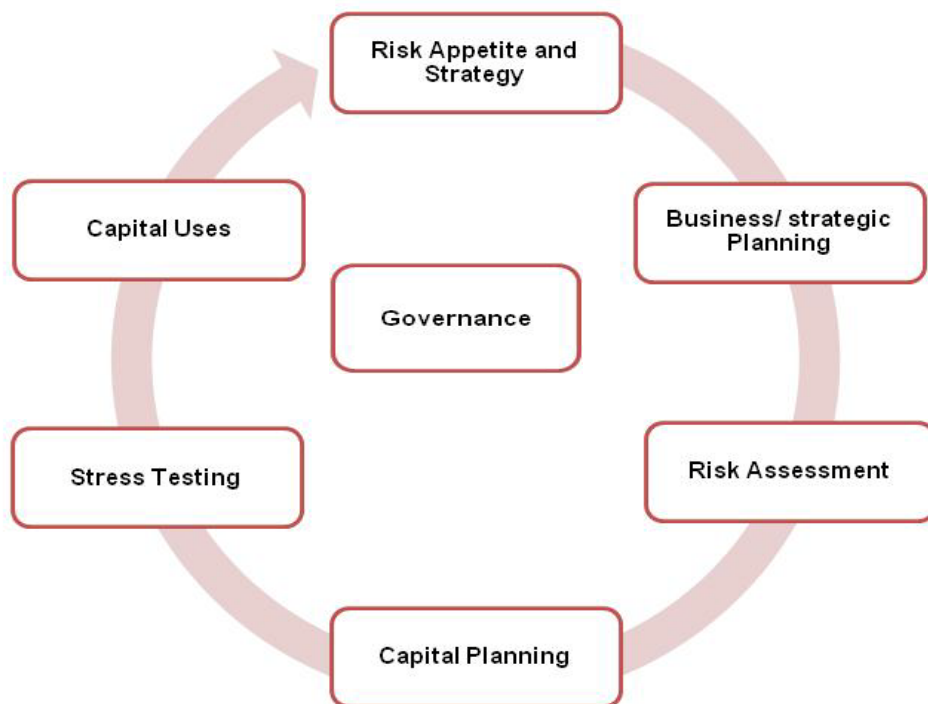 Risk Appetite and
Strategy
Business/ strategic
Planning
Capital Uses
Governance
Risk Assessment
Stress Testing
Capital Planning